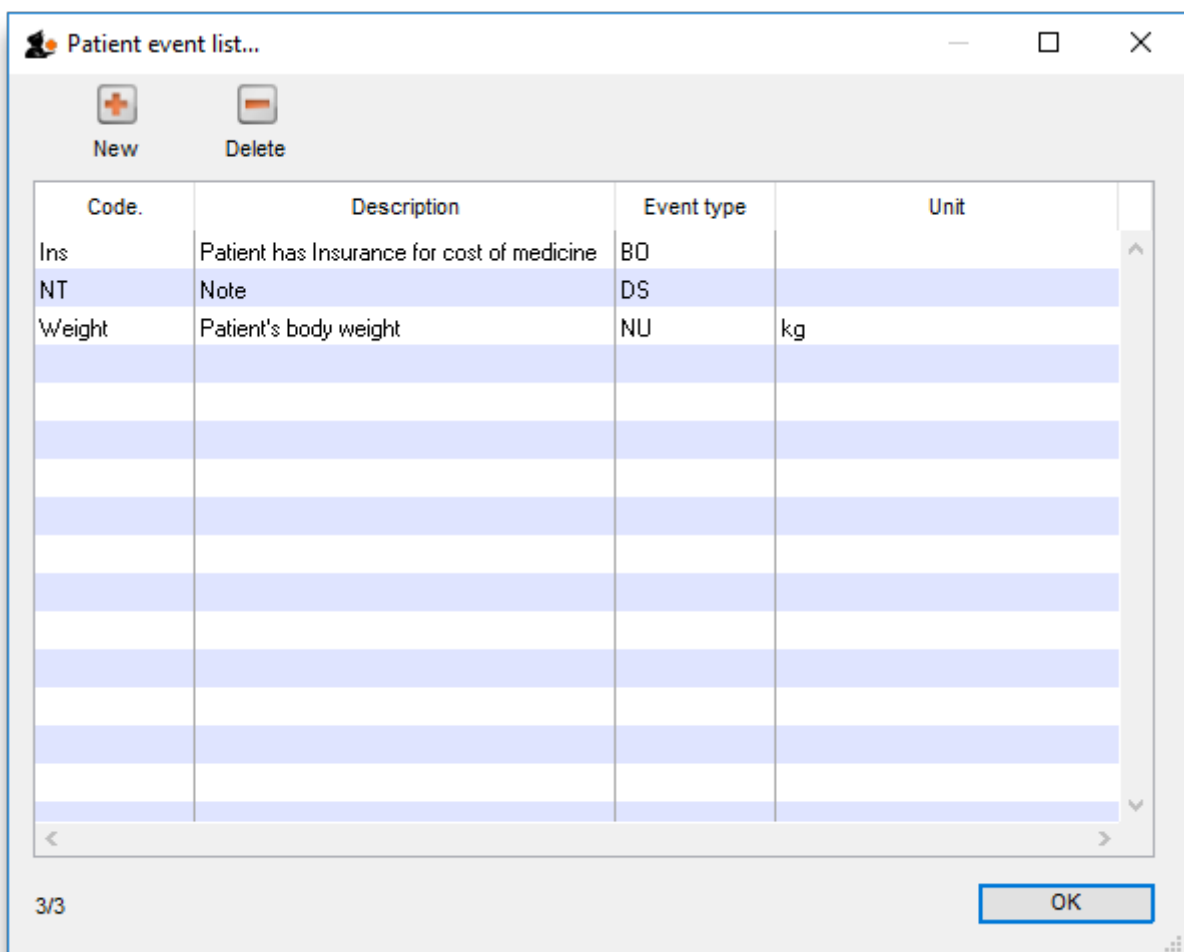 Patient event list...
New Delete
Code. Description Event type Unit
Ins Patient has Insurance for cost of medicine BO
NT Note DS
Weight Patient's body weight NU kg
3/3 OK